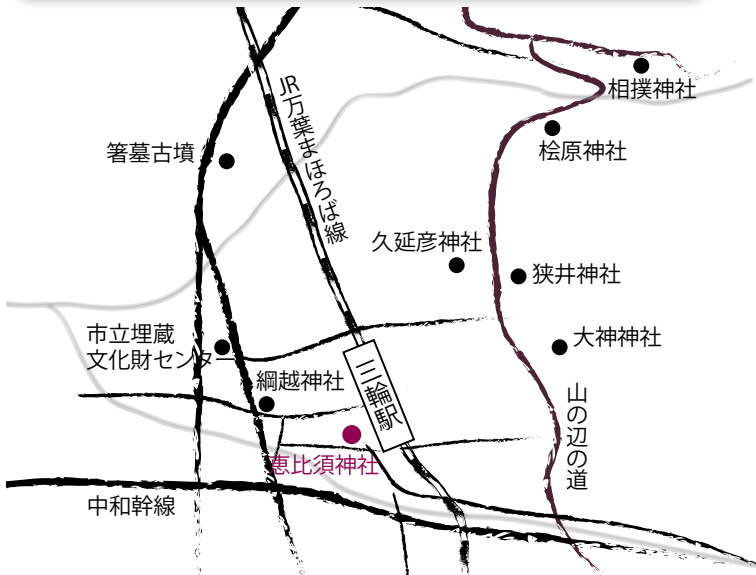 相撲神社
JR万葉まほろば線
桧原神社
箸墓古墳
久延彦神社
狭井神社
市立埋蔵
文化財センター
大神神社
三輪駅
綱越神社
山の辺の道
恵比須神社
中和幹線